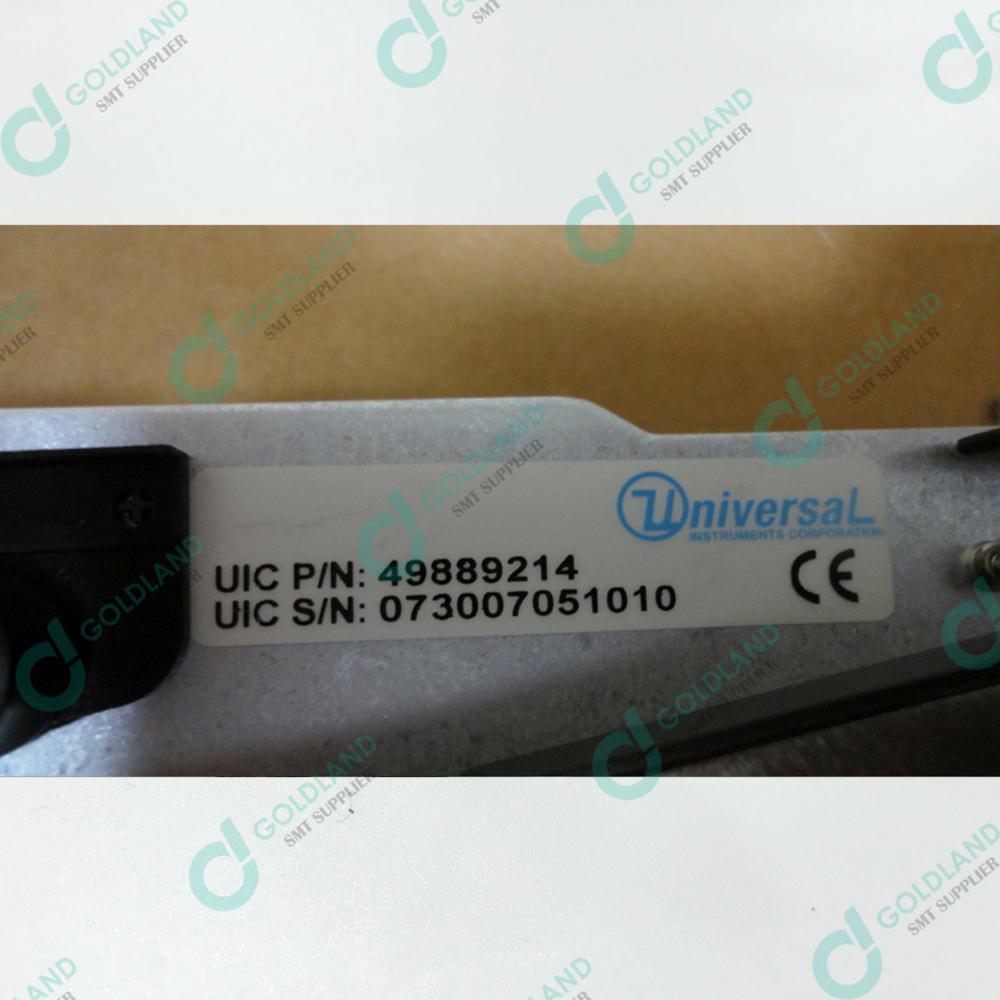 GOLDLAND
SMT SUPPLIER
Universal
INSTRUMENTS CORPORATION
UIC P/N: 49889214
UIC S/N: 073007051010
CE